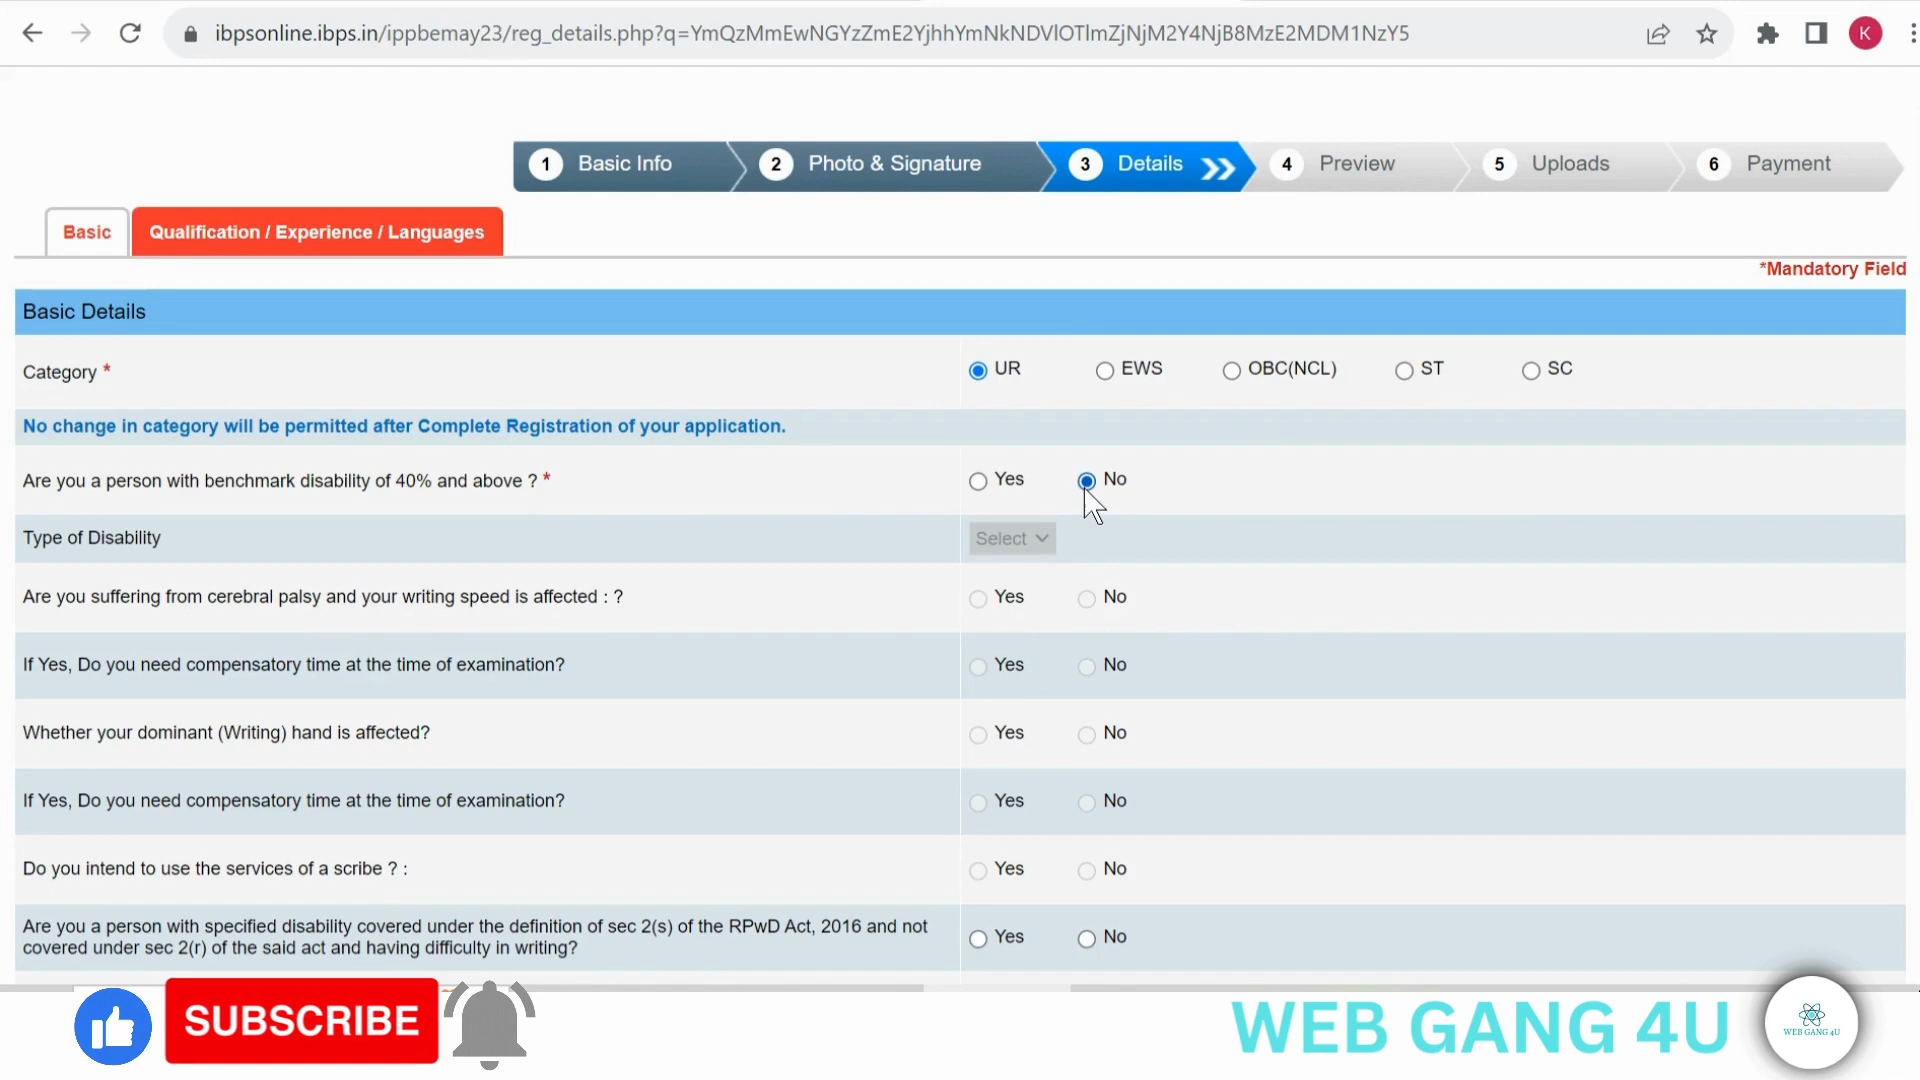 ibpsonline.ibps.in/ippbemay23/reg_details.php?q=YmQzMmEwNGYzZmE2YjhhYmNkNDVlOTlmZjNjM2Y4NjB8MzE2MDM1NzY5
K
1 Basic Info 2 Photo & Signature 3 Details 4 Preview 5 Uploads 6 Payment
Basic Qualification / Experience / Languages
*Mandatory Field
Basic Details
Category * UR EWS OBC(NCL) ST SC
No change in category will be permitted after Complete Registration of your application.
Are you a person with benchmark disability of 40% and above ? * Yes No
Type of Disability Select
Are you suffering from cerebral palsy and your writing speed is affected : ? Yes No
If Yes, Do you need compensatory time at the time of examination? Yes No
Whether your dominant (Writing) hand is affected? Yes No
If Yes, Do you need compensatory time at the time of examination? Yes No
Do you intend to use the services of a scribe ? : Yes No
Are you a person with specified disability covered under the definition of sec 2(s) of the RPwD Act, 2016 and not
covered under sec 2(r) of the said act and having difficulty in writing? Yes No
SUBSCRIBE
WEB GANG 4U
WEB GANG 4U